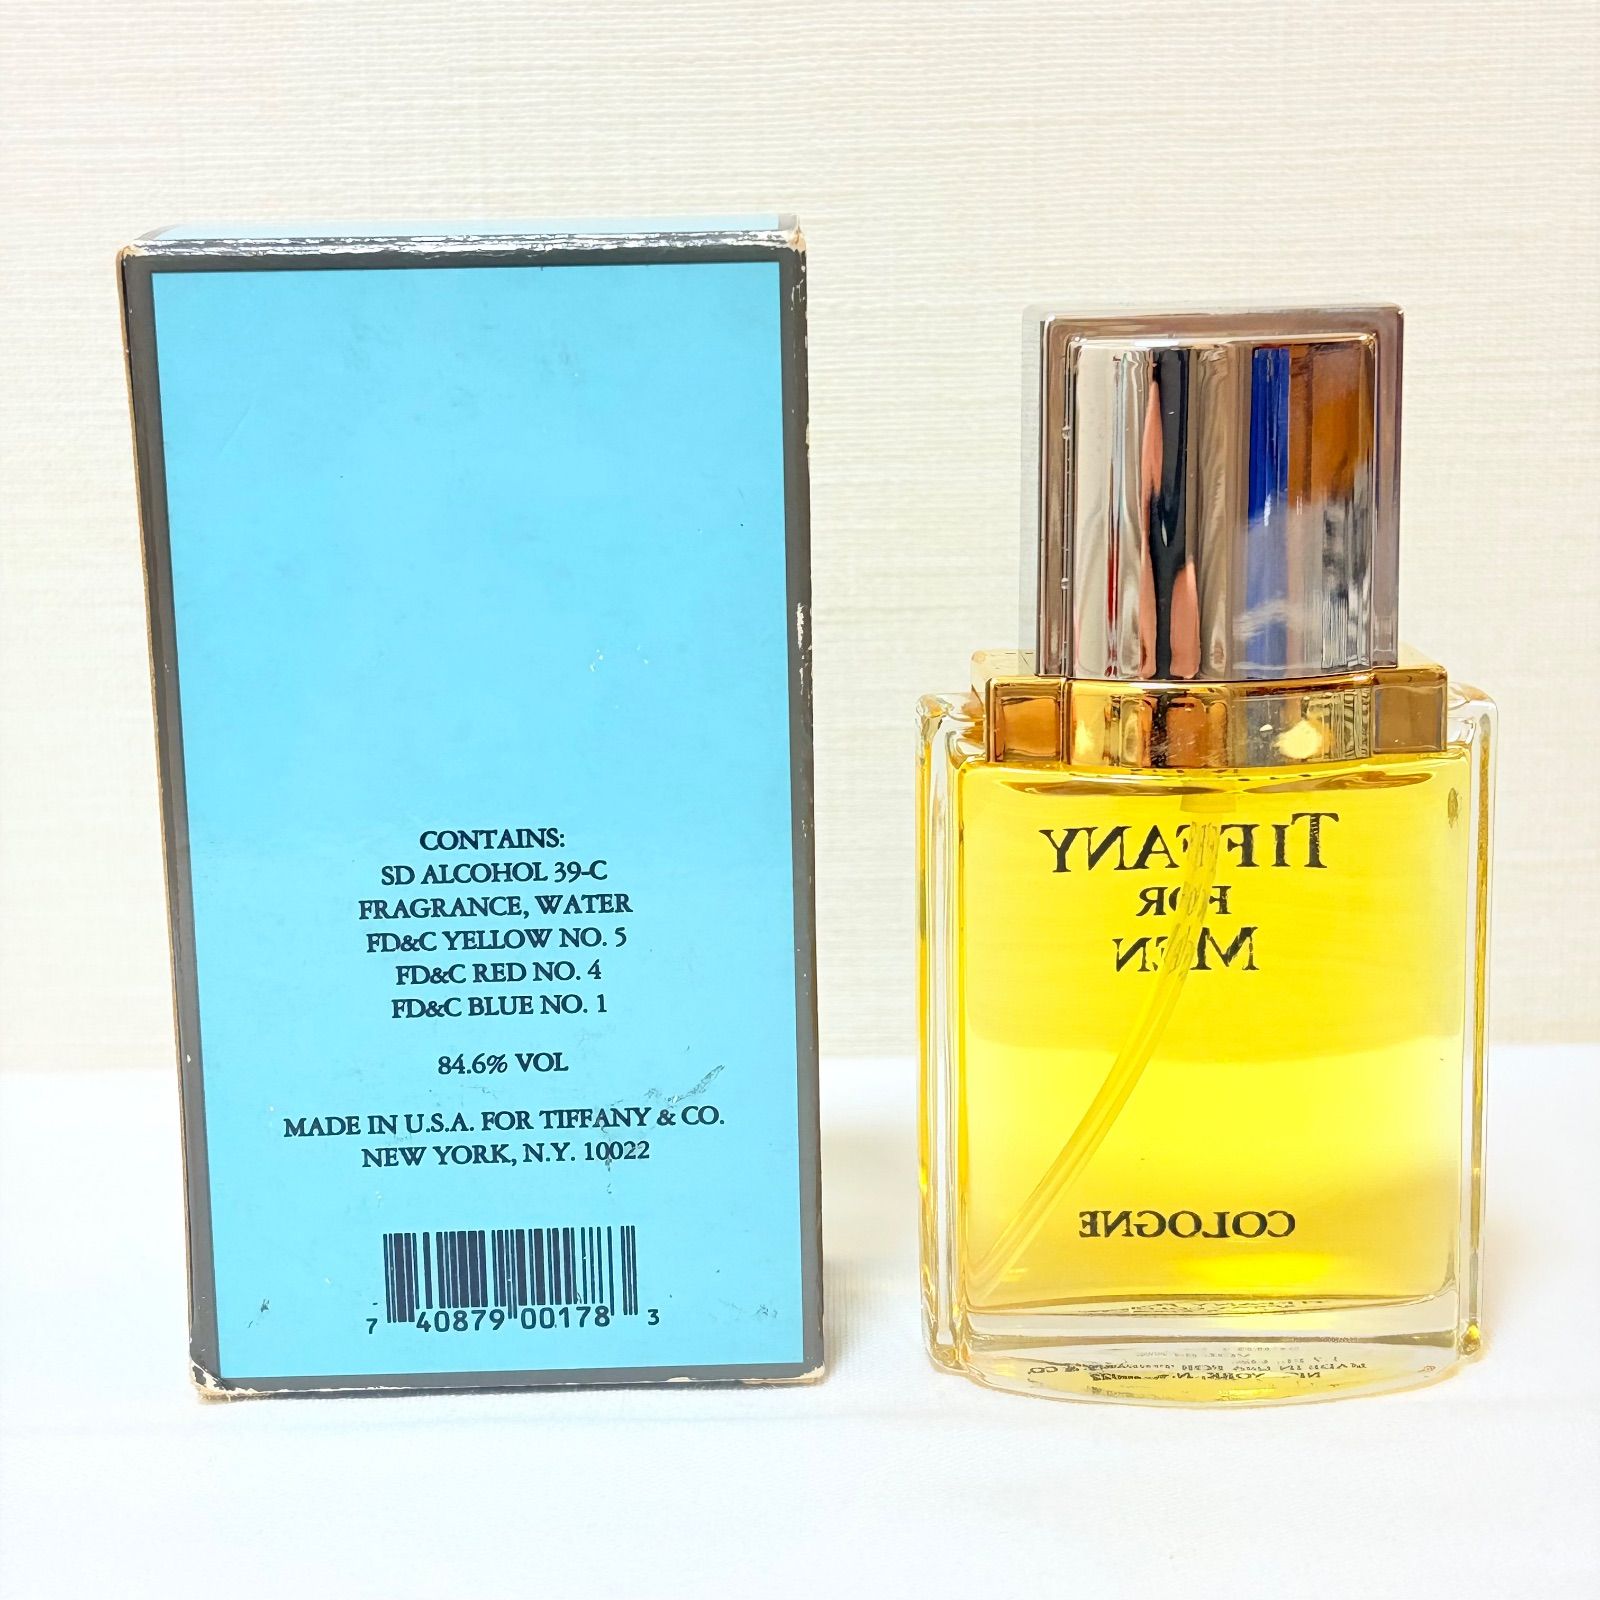 CONTAINS:
SD ALCOHOL 39-C
FRAGRANCE, WATER
FD&C YELLOW NO. 5
FD&C RED NO. 4
FD&C BLUE NO. 1
84.6% VOL
MADE IN U.S.A. FOR TIFFANY & CO.
NEW YORK, N.Y. 10022
7 40879 00178 3
TIFFANY
FOR
MEN
COLOGNE